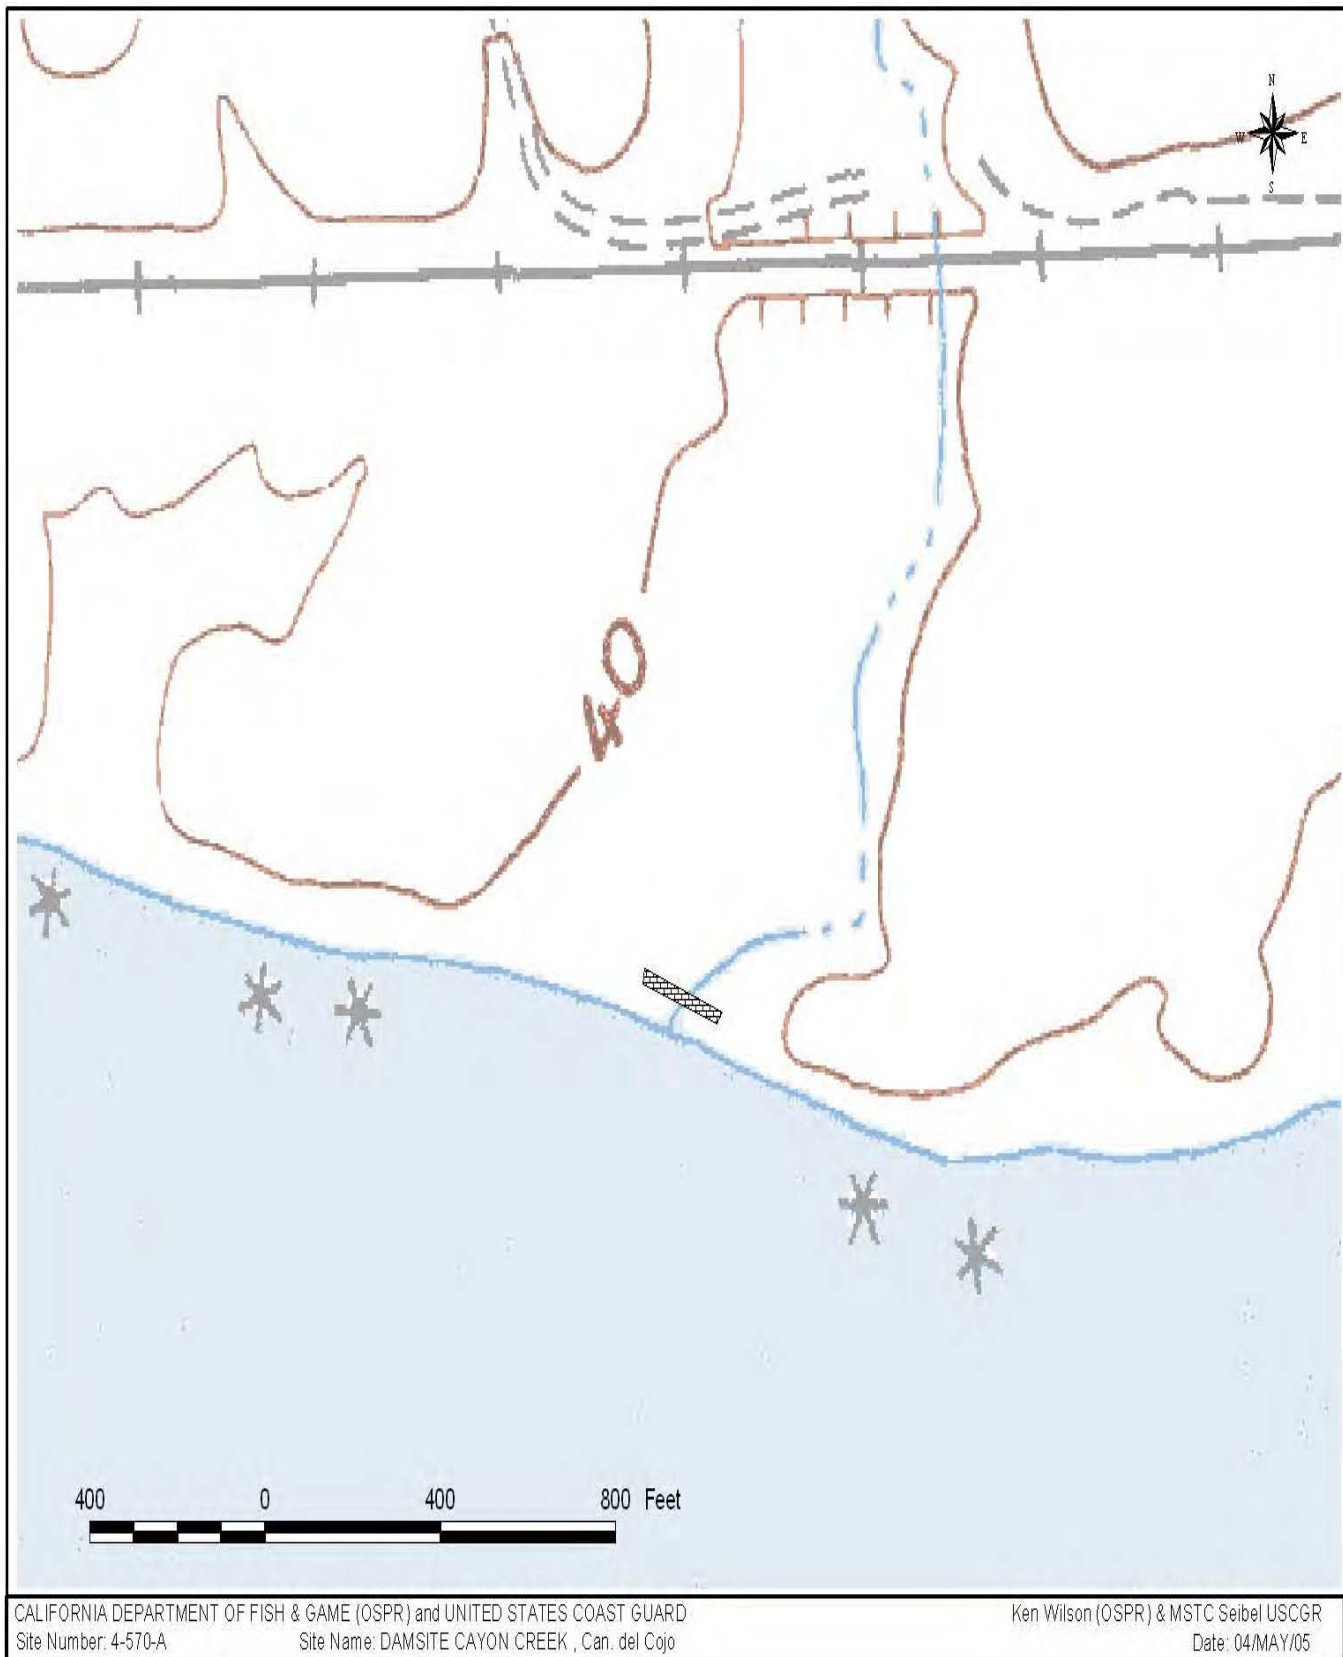 N
W E
S
40
400 0 400 800 Feet
CALIFORNIA DEPARTMENT OF FISH & GAME (OSPR) and UNITED STATES COAST GUARD
Ken Wilson (OSPR) & MSTC Seibel USCGR
Site Number: 4-570-A
Site Name: DAMSITE CAYON CREEK , Can. del Cojo
Date: 04/MAY/05